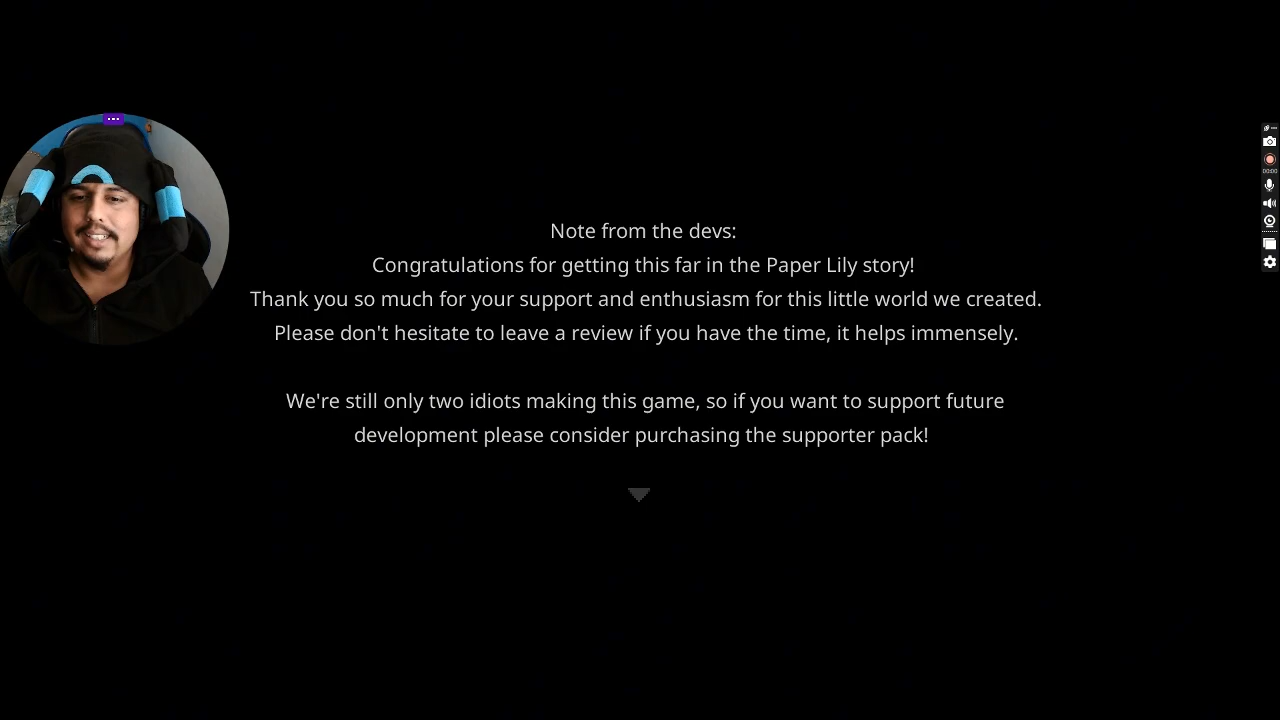 Note from the devs:
Congratulations for getting this far in the Paper Lily story!
Thank you so much for your support and enthusiasm for this little world we created.
Please don't hesitate to leave a review if you have the time, it helps immensely.
We're still only two idiots making this game, so if you want to support future
development please consider purchasing the supporter pack!
00:00